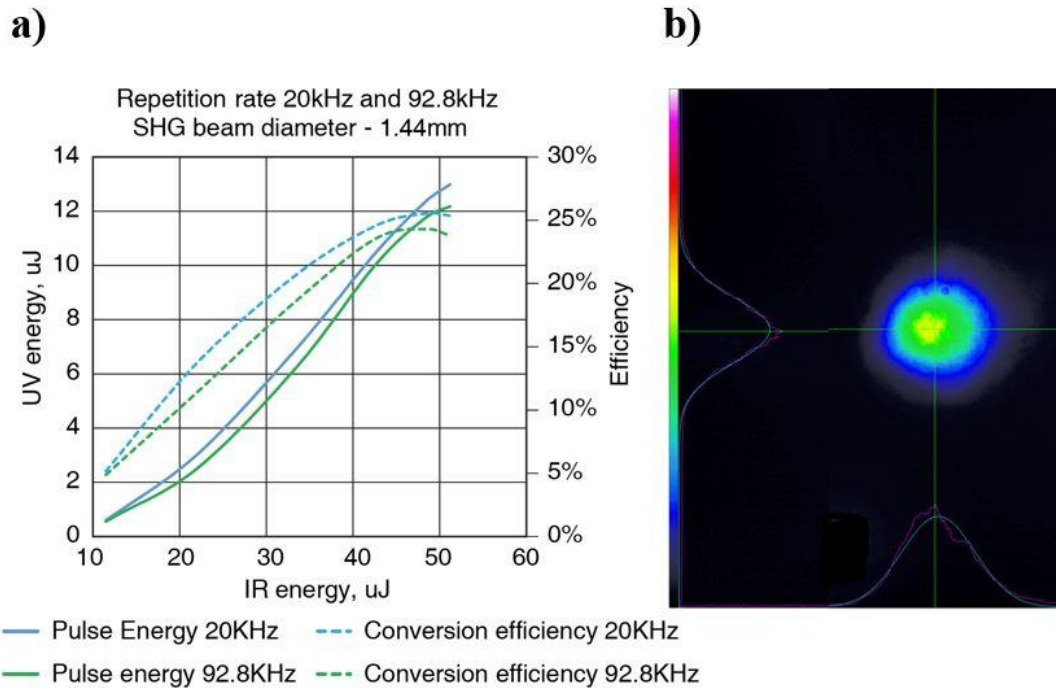 a)
b)
Repetition rate 20kHz and 92.8kHz
SHG beam diameter - 1.44mm
14
12
10
8
6
4
2
0
UV energy, uJ
30%
25%
20%
15%
10%
5%
0%
Efficiency
10 20 30 40 50 60
IR energy, uJ
Pulse Energy 20KHz
Conversion efficiency 20KHz
Pulse energy 92.8KHz
Conversion efficiency 92.8KHz